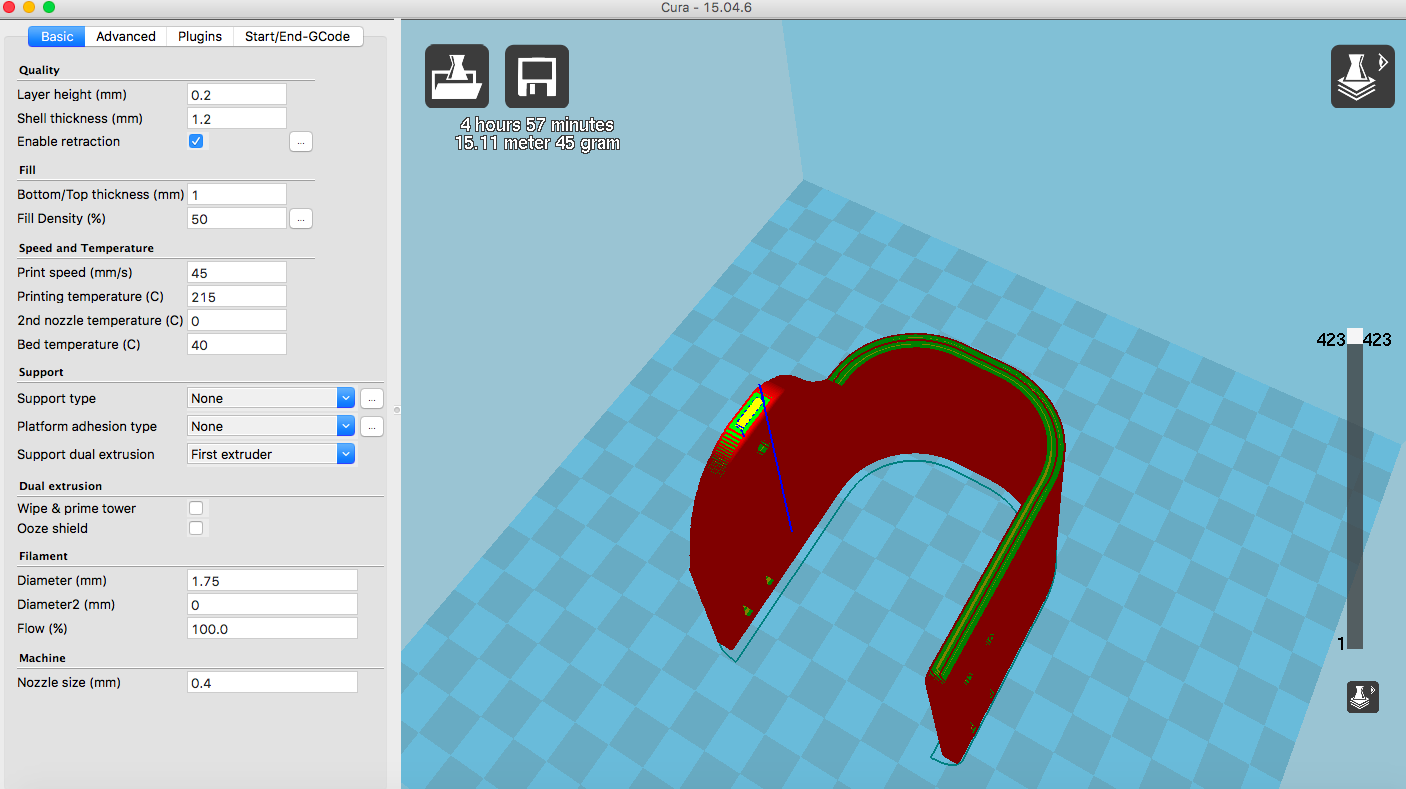 Cura - 15.04.6
Basic Advanced Plugins Start/End-GCode
Quality
Layer height (mm) 0.2
Shell thickness (mm) 1.2
Enable retraction ...
Fill
Bottom/Top thickness (mm) 1
Fill Density (%) 50 ...
Speed and Temperature
Print speed (mm/s) 45
Printing temperature (C) 215
2nd nozzle temperature (C) 0
Bed temperature (C) 40
Support
Support type None ...
Platform adhesion type None ...
Support dual extrusion First extruder
Dual extrusion
Wipe & prime tower
Ooze shield
Filament
Diameter (mm) 1.75
Diameter2 (mm) 0
Flow (%) 100.0
Machine
Nozzle size (mm) 0.4
4 hours 57 minutes
15.11 meter 45 gram
423 423
1